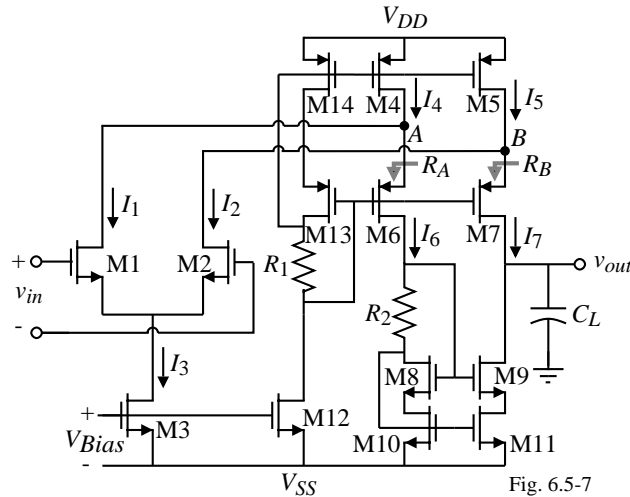 V_DD
M14 M4 I_4 M5 I_5
A B
R_A R_B
I_1 I_2 M13 M6 I_6 M7 I_7
+ M1 M2 R_1 v_out
v_in R_2 C_L
-
I_3 M8 M9
+ M3 M12
V_Bias M10 M11
- V_SS
Fig. 6.5-7